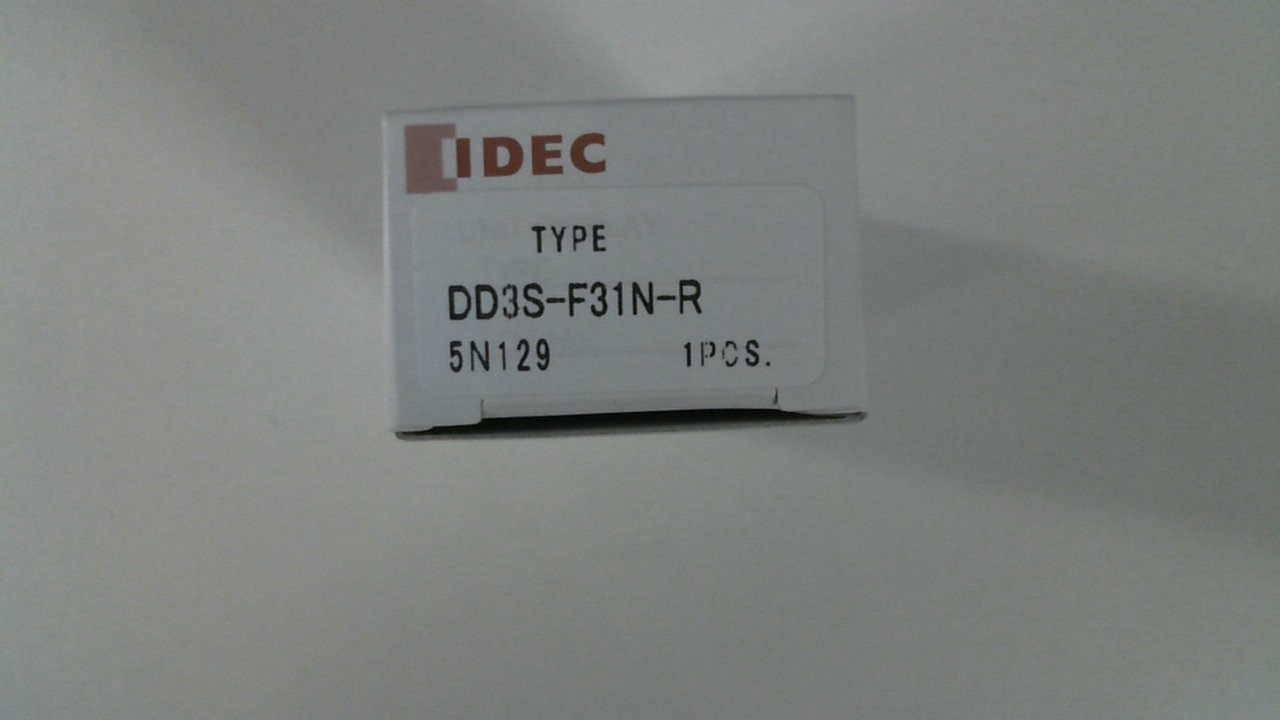 IDEC
TYPE
DD3S-F31N-R
5N129 1PCS.